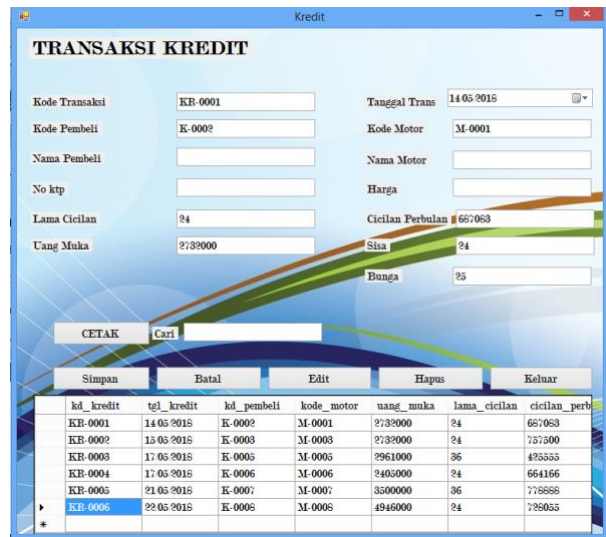 Kredit
TRANSAKSI KREDIT
Kode Transaksi KR-0001 Tanggal Trans 14 05 2018
Kode Pembeli K-0002 Kode Motor M-0001
Nama Pembeli Nama Motor
No ktp Harga
Lama Cicilan 24 Cicilan Perbulan 687083
Uang Muka 2732000 Sisa 24
Bunga 25
CETAK Cari
Simpan Batal Edit Hapus Keluar
kd_kredit tgl_kredit kd_pembeli kode_motor uang_muka lama_cicilan cicilan_perb
KR-0001 14 05 2018 K-0002 M-0001 2732000 24 687083
KR-0002 15 05 2018 K-0003 M-0003 2732000 24 757500
KR-0003 17 05 2018 K-0005 M-0005 2961000 36 425555
KR-0004 17 05 2018 K-0006 M-0006 2405000 24 664166
KR-0005 21 05 2018 K-0007 M-0007 3500000 36 778888
KR-0006 22 05 2018 K-0008 M-0008 4946000 24 728055